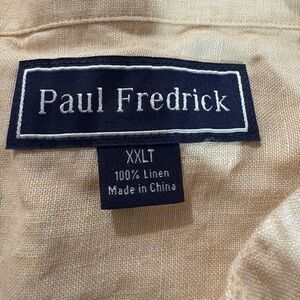 Paul Fredrick
XXLT
100% Linen
Made in China